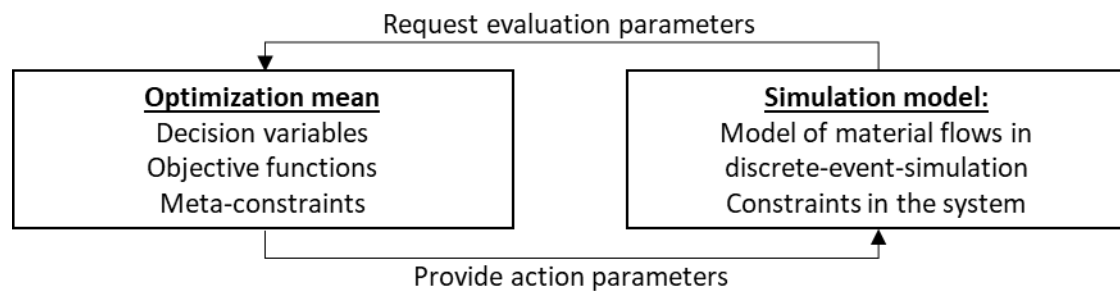 Request evaluation parameters
Optimization mean
Decision variables
Objective functions
Meta-constraints
Simulation model:
Model of material flows in
discrete-event-simulation
Constraints in the system
Provide action parameters